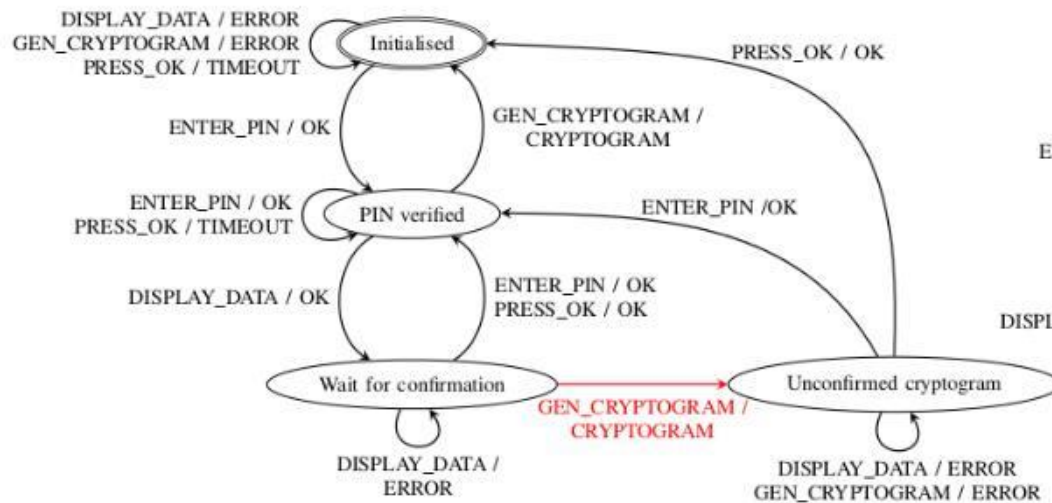 DISPLAY_DATA / ERROR
GEN_CRYPTOGRAM / ERROR
PRESS_OK / TIMEOUT
Initialised
PRESS_OK / OK
ENTER_PIN / OK
GEN_CRYPTOGRAM /
CRYPTOGRAM
E
ENTER_PIN / OK
PRESS_OK / TIMEOUT
PIN verified
ENTER_PIN /OK
DISPLAY_DATA / OK
ENTER_PIN / OK
PRESS_OK / OK
DISPL
Wait for confirmation
Unconfirmed cryptogram
GEN_CRYPTOGRAM /
CRYPTOGRAM
DISPLAY_DATA /
ERROR
DISPLAY_DATA / ERROR
GEN_CRYPTOGRAM / ERROR